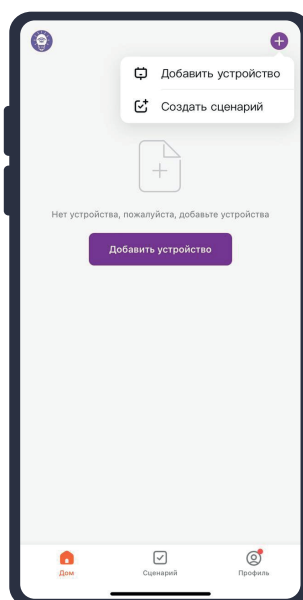 Добавить устройство
Создать сценарий
Нет устройства, пожалуйста, добавьте устройства
Добавить устройство
Дом
Сценарий
Профиль